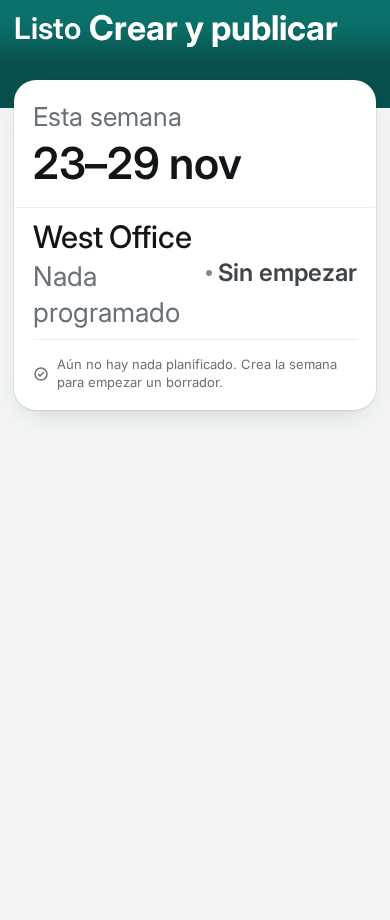 Listo Crear y publicar
Esta semana
23–29 nov
West Office
Nada programado
• Sin empezar
Aún no hay nada planificado. Crea la semana
para empezar un borrador.